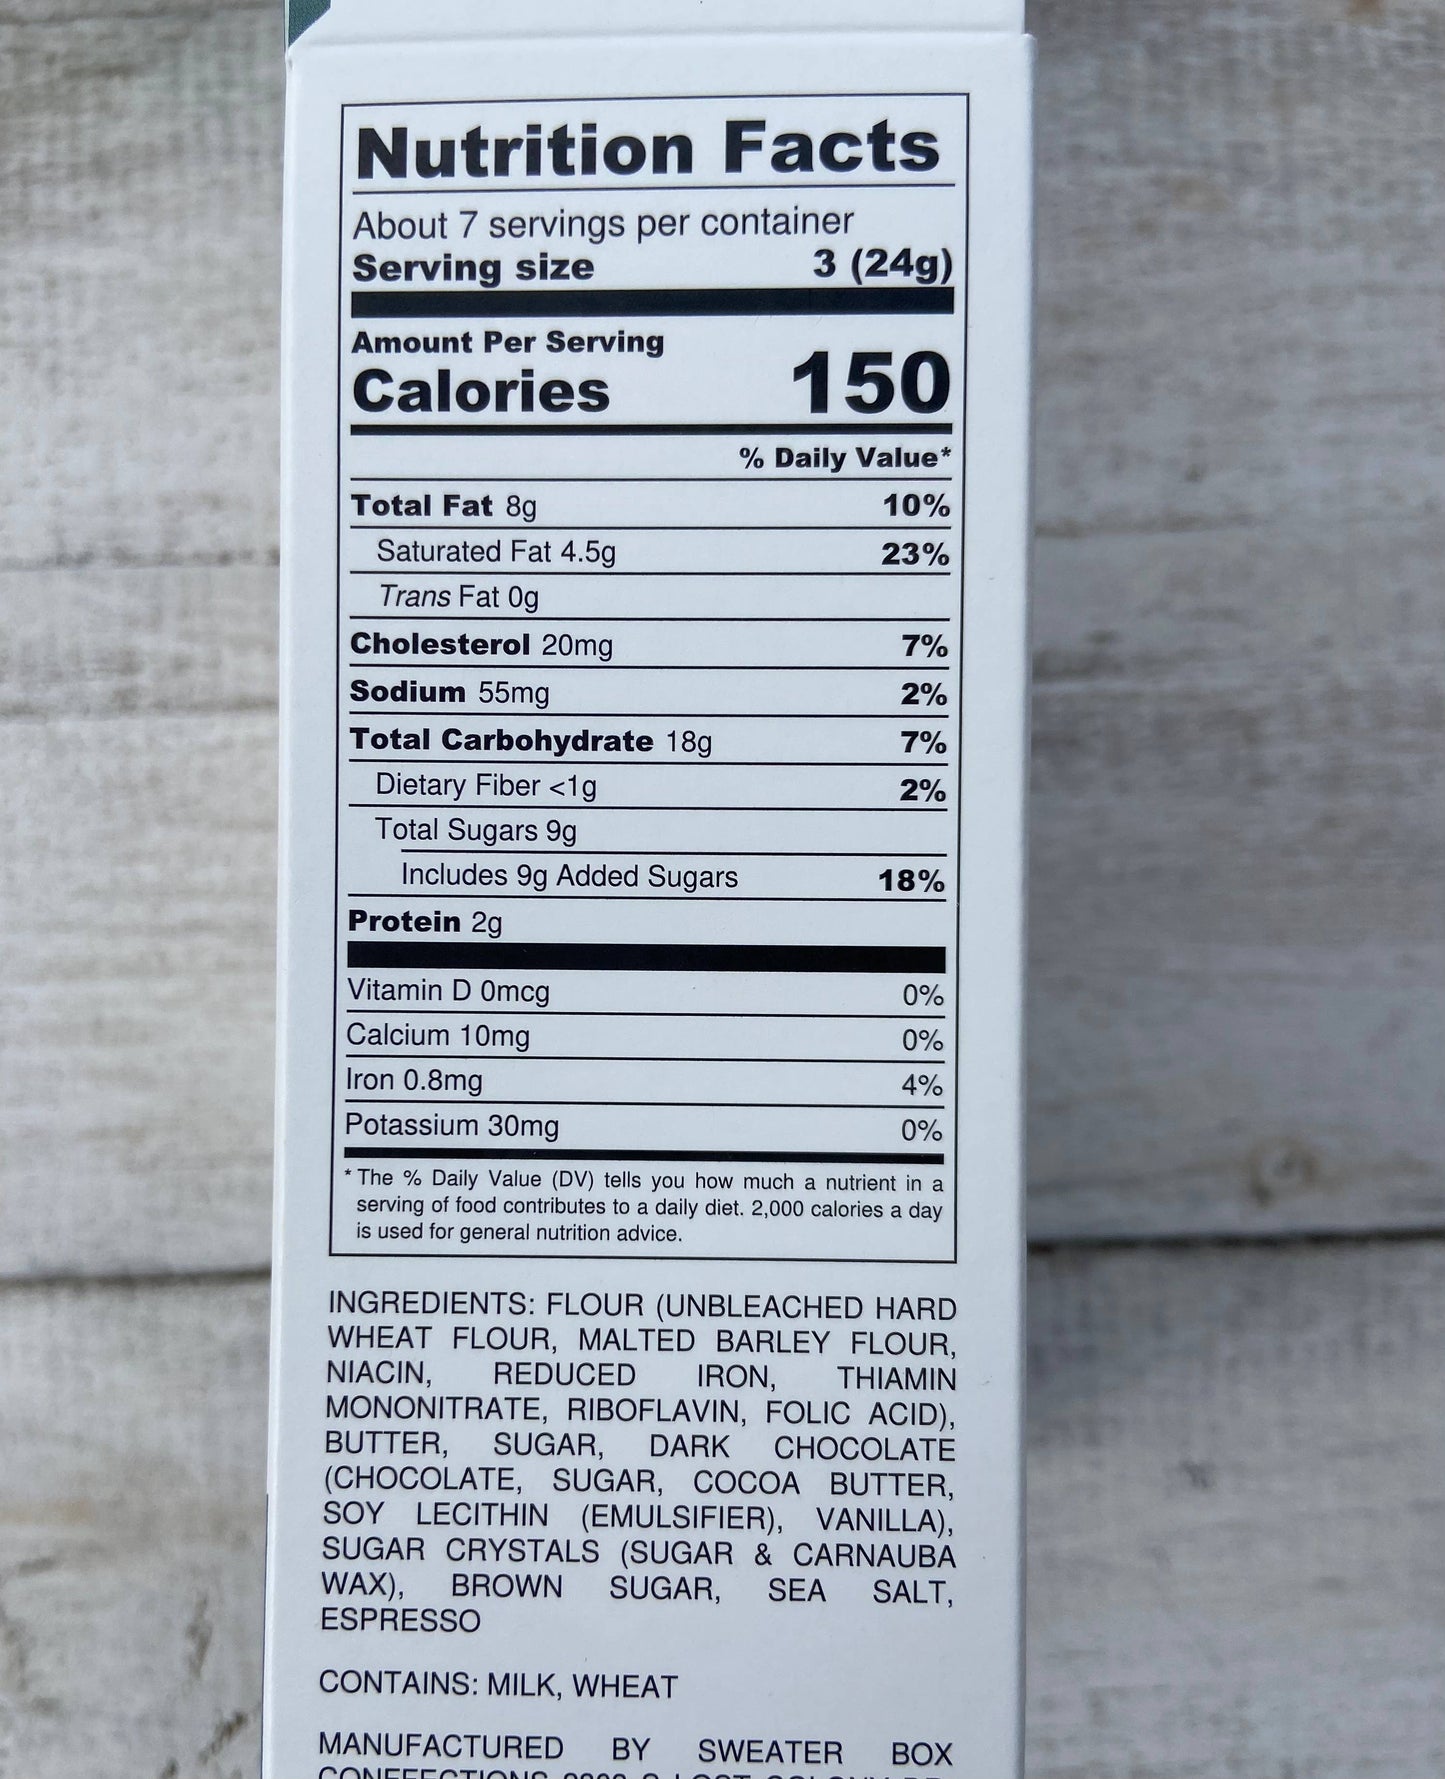 Nutrition Facts
About 7 servings per container
Serving size 3 (24g)
Amount Per Serving
Calories 150
% Daily Value*
Total Fat 8g 10%
Saturated Fat 4.5g 23%
Trans Fat 0g
Cholesterol 20mg 7%
Sodium 55mg 2%
Total Carbohydrate 18g 7%
Dietary Fiber <1g 2%
Total Sugars 9g
Includes 9g Added Sugars 18%
Protein 2g
Vitamin D 0mcg 0%
Calcium 10mg 0%
Iron 0.8mg 4%
Potassium 30mg 0%
* The % Daily Value (DV) tells you how much a nutrient in a
serving of food contributes to a daily diet. 2,000 calories a day
is used for general nutrition advice.
INGREDIENTS: FLOUR (UNBLEACHED HARD
WHEAT FLOUR, MALTED BARLEY FLOUR,
NIACIN, REDUCED IRON, THIAMIN
MONONITRATE, RIBOFLAVIN, FOLIC ACID),
BUTTER, SUGAR, DARK CHOCOLATE
(CHOCOLATE, SUGAR, COCOA BUTTER,
SOY LECITHIN (EMULSIFIER), VANILLA),
SUGAR CRYSTALS (SUGAR & CARNAUBA
WAX), BROWN SUGAR, SEA SALT,
ESPRESSO
CONTAINS: MILK, WHEAT
MANUFACTURED BY SWEATER BOX
CONFECTIONS